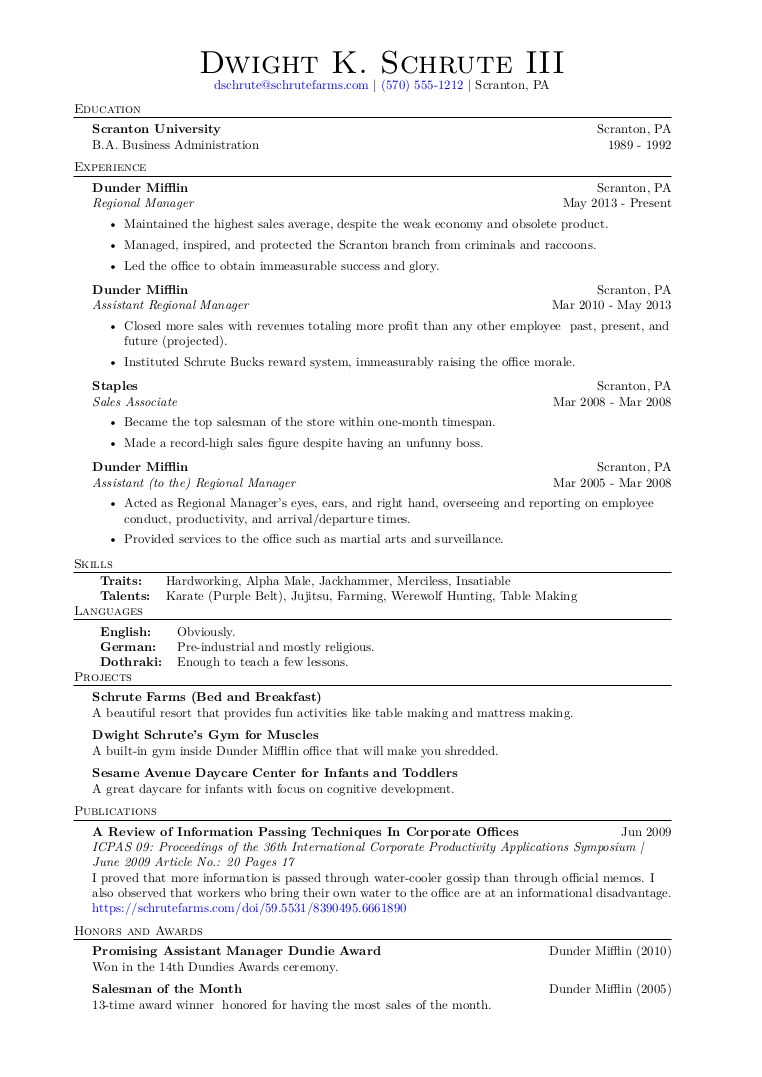 Dwight K. Schrute III
dschrute@schrutefarms.com | (570) 555-1212 | Scranton, PA
Education
Scranton University Scranton, PA
B.A. Business Administration 1989 - 1992
Experience
Dunder Mifflin Scranton, PA
Regional Manager May 2013 - Present
• Maintained the highest sales average, despite the weak economy and obsolete product.
• Managed, inspired, and protected the Scranton branch from criminals and raccoons.
• Led the office to obtain immeasurable success and glory.
Dunder Mifflin Scranton, PA
Assistant Regional Manager Mar 2010 - May 2013
• Closed more sales with revenues totaling more profit than any other employee past, present, and
future (projected).
• Instituted Schrute Bucks reward system, immeasurably raising the office morale.
Staples Scranton, PA
Sales Associate Mar 2008 - Mar 2008
• Became the top salesman of the store within one-month timespan.
• Made a record-high sales figure despite having an unfunny boss.
Dunder Mifflin Scranton, PA
Assistant (to the) Regional Manager Mar 2005 - Mar 2008
• Acted as Regional Manager's eyes, ears, and right hand, overseeing and reporting on employee
conduct, productivity, and arrival/departure times.
• Provided services to the office such as martial arts and surveillance.
Skills
Traits: Hardworking, Alpha Male, Jackhammer, Merciless, Insatiable
Talents: Karate (Purple Belt), Jujitsu, Farming, Werewolf Hunting, Table Making
Languages
English: Obviously.
German: Pre-industrial and mostly religious.
Dothraki: Enough to teach a few lessons.
Projects
Schrute Farms (Bed and Breakfast)
A beautiful resort that provides fun activities like table making and mattress making.
Dwight Schrute's Gym for Muscles
A built-in gym inside Dunder Mifflin office that will make you shredded.
Sesame Avenue Daycare Center for Infants and Toddlers
A great daycare for infants with focus on cognitive development.
Publications
A Review of Information Passing Techniques In Corporate Offices Jun 2009
ICPAS 09: Proceedings of the 36th International Corporate Productivity Applications Symposium |
June 2009 Article No.: 20 Pages 17
I proved that more information is passed through water-cooler gossip than through official memos. I
also observed that workers who bring their own water to the office are at an informational disadvantage.
https://schrutefarms.com/doi/59.5531/8390495.6661890
Honors and Awards
Promising Assistant Manager Dundie Award Dunder Mifflin (2010)
Won in the 14th Dundies Awards ceremony.
Salesman of the Month Dunder Mifflin (2005)
13-time award winner honored for having the most sales of the month.